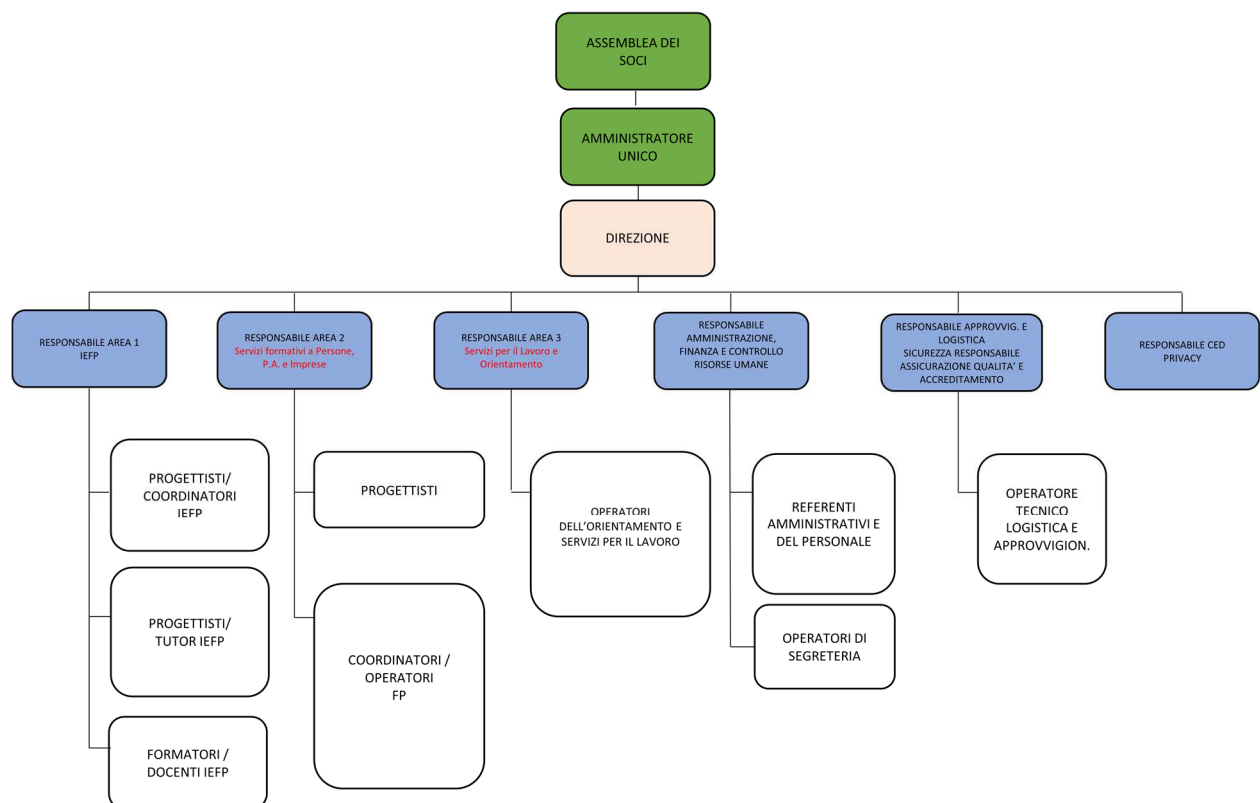 ASSEMBLEA DEI
SOCI
AMMINISTRATORE
UNICO
DIREZIONE
RESPONSABILE AREA 1
IEFP
RESPONSABILE AREA 2
Servizi formativi a Persone,
P.A. e Imprese
RESPONSABILE AREA 3
Servizi per il Lavoro e
Orientamento
RESPONSABILE
AMMINISTRAZIONE,
FINANZA E CONTROLLO
RISORSE UMANE
RESPONSABILE APPROVVIG. E
LOGISTICA
SICUREZZA RESPONSABILE
ASSICURAZIONE QUALITA’ E
ACCREDITAMENTO
RESPONSABILE CED
PRIVACY
PROGETTISTI/
COORDINATORI
IEFP
PROGETTISTI/
TUTOR IEFP
FORMATORI /
DOCENTI IEFP
PROGETTISTI
COORDINATORI /
OPERATORI
FP
OPERATORI
DELL’ORIENTAMENTO E
SERVIZI PER IL LAVORO
REFERENTI
AMMINISTRATIVI E
DEL PERSONALE
OPERATORI DI
SEGRETERIA
OPERATORE
TECNICO
LOGISTICA E
APPROVVIGION.